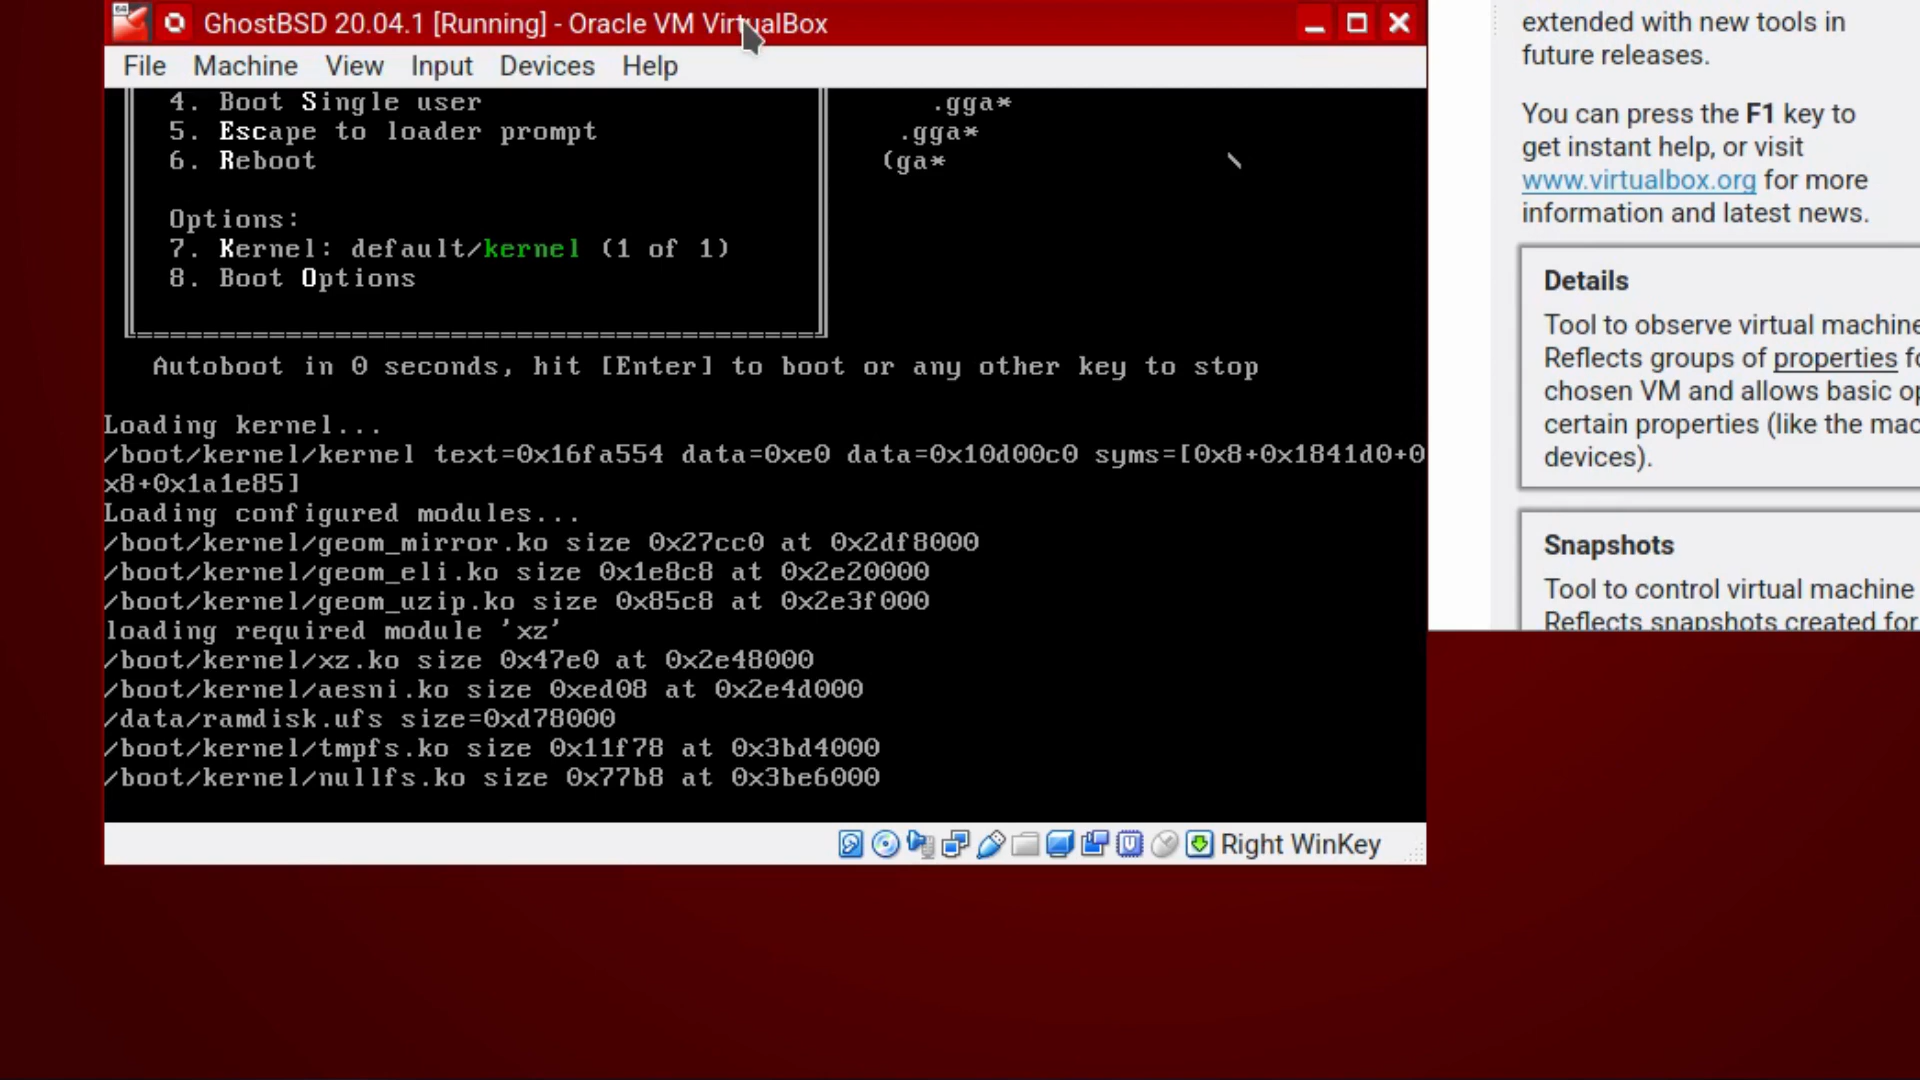 GhostBSD 20.04.1 [Running] - Oracle VM VirtualBox
File Machine View Input Devices Help
4. Boot Single user
5. Escape to loader prompt
6. Reboot
Options:
7. Kernel: default/kernel (1 of 1)
8. Boot Options
.gga*
.gga*
(ga*
\
Autoboot in 0 seconds, hit [Enter] to boot or any other key to stop
Loading kernel...
/boot/kernel/kernel text=0x16fa554 data=0xe0 data=0x10d00c0 syms=[0x8+0x1841d0+0
x8+0x1a1e85]
Loading configured modules...
/boot/kernel/geom_mirror.ko size 0x27cc0 at 0x2df8000
/boot/kernel/geom_eli.ko size 0x1e8c8 at 0x2e20000
/boot/kernel/geom_uzip.ko size 0x85c8 at 0x2e3f000
loading required module 'xz'
/boot/kernel/xz.ko size 0x47e0 at 0x2e48000
/boot/kernel/aesni.ko size 0xed08 at 0x2e4d000
/data/ramdisk.ufs size=0xd78000
/boot/kernel/tmpfs.ko size 0x11f78 at 0x3bd4000
/boot/kernel/nullfs.ko size 0x77b8 at 0x3be6000
Right WinKey
extended with new tools in
future releases.
You can press the F1 key to
get instant help, or visit
www.virtualbox.org for more
information and latest news.
Details
Tool to observe virtual machine
Reflects groups of properties fo
chosen VM and allows basic op
certain properties (like the mac
devices).
Snapshots
Tool to control virtual machine
Reflects snapshots created for